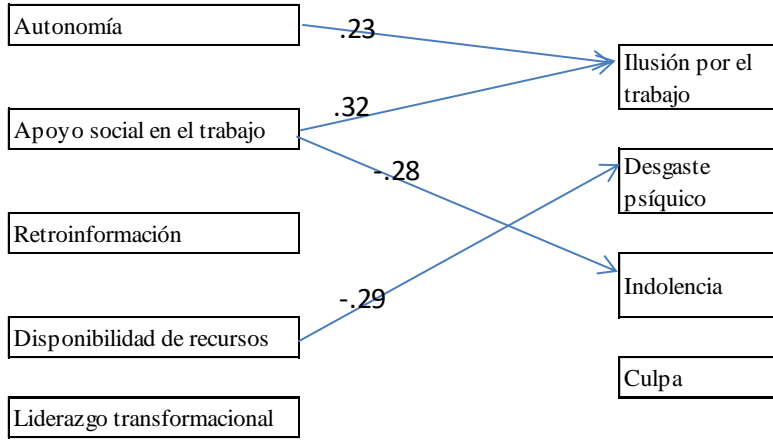 Autonomía
.23
Ilusión por el
trabajo
.32
Apoyo social en el trabajo
-.28
Desgaste
psíquico
Retroinformación
Indolencia
-.29
Disponibilidad de recursos
Culpa
Liderazgo transformacional